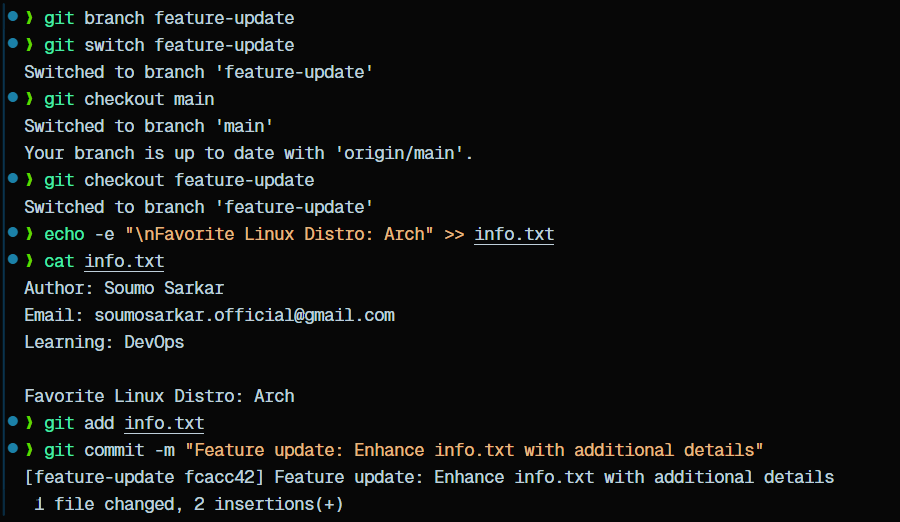 ❯ git branch feature-update
❯ git switch feature-update
Switched to branch 'feature-update'
❯ git checkout main
Switched to branch 'main'
Your branch is up to date with 'origin/main'.
❯ git checkout feature-update
Switched to branch 'feature-update'
❯ echo -e "\nFavorite Linux Distro: Arch" >> info.txt
❯ cat info.txt
Author: Soumo Sarkar
Email: soumosarkar.official@gmail.com
Learning: DevOps

Favorite Linux Distro: Arch
❯ git add info.txt
❯ git commit -m "Feature update: Enhance info.txt with additional details"
[feature-update fcacc42] Feature update: Enhance info.txt with additional details
 1 file changed, 2 insertions(+)